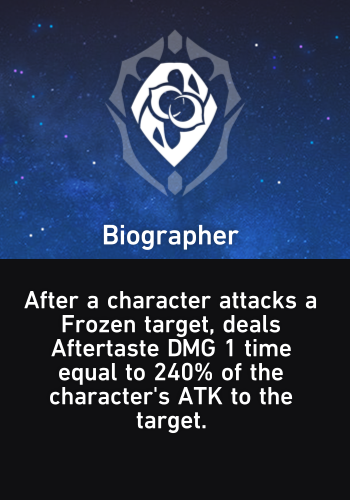 Biographer
After a character attacks a
Frozen target, deals
Aftertaste DMG 1 time
equal to 240% of the
character's ATK to the
target.